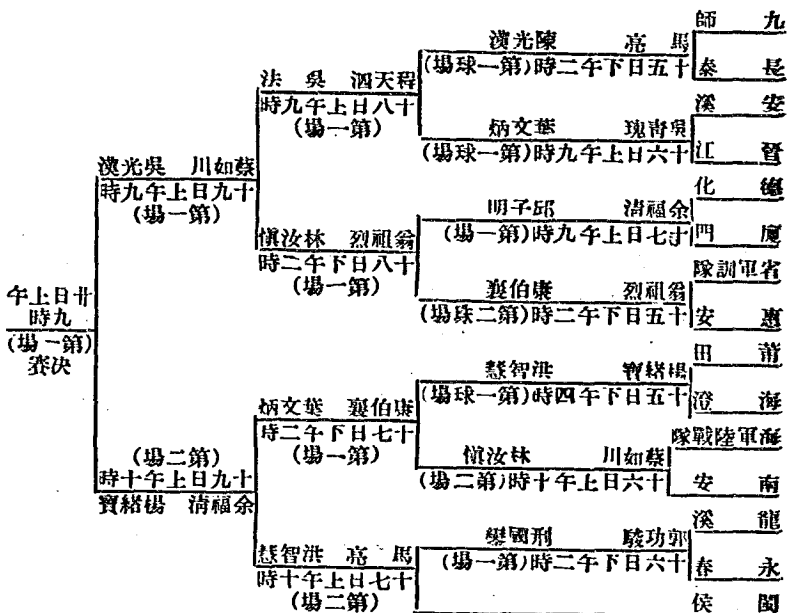 九師
長泰
安溪
晉江
德化
廈門
省軍訓隊
惠安
莆田
海澄
海軍陸戰隊
南安
龍溪
永春
閩侯
馬亮 陳光漢
十五日下午二時(第一球場)
吳靑瑰 葉文炳
十六日上午九時(第一球場)
余福清 邱子明
十七日上午九時(第一場)
翁祖烈 康伯襄
十五日下午二時(第二球場)
楊緒寶 洪智慧
十五日下午四時(第一球場)
蔡如川 林汝愼
十六日上午十時(第二場)
郭功駿 刑國
十六日下午二時(第一場)
程天泗 吳法
十八日上午九時
(第一場)
翁祖烈 林汝愼
十八日下午二時
(第一場)
康伯襄 葉文炳
十七日下午二時
(第一場)
馬亮 洪智慧
十七日上午十時
(第二場)
蔡如川 吳光漢
十九日上午九時
(第一場)
(第二場)
十九日上午十時
余福清 楊緒寶
廿日上午
九時
(第一場)
決賽